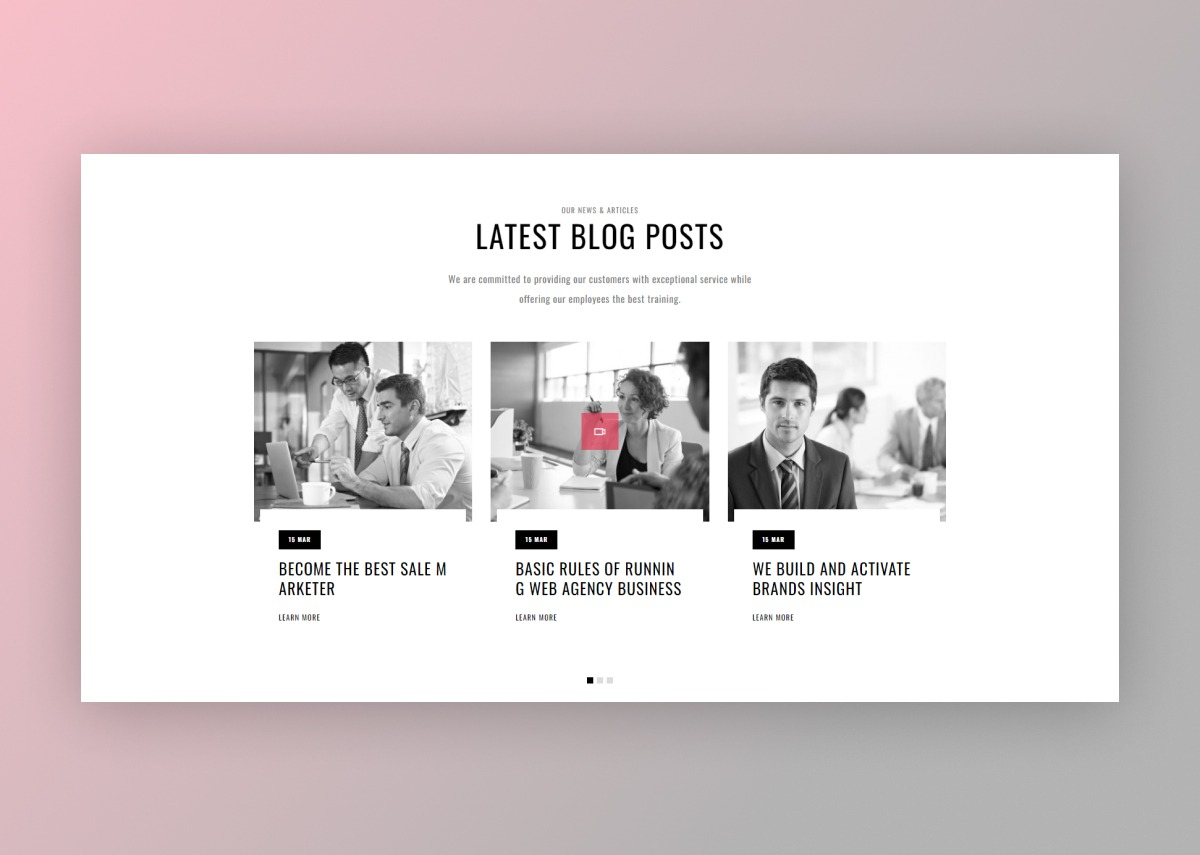 OUR NEWS & ARTICLES
LATEST BLOG POSTS
We are committed to providing our customers with exceptional service while
offering our employees the best training.
15 MAR
BECOME THE BEST SALE M
ARKETER
LEARN MORE
15 MAR
BASIC RULES OF RUNNIN
G WEB AGENCY BUSINESS
LEARN MORE
15 MAR
WE BUILD AND ACTIVATE
BRANDS INSIGHT
LEARN MORE